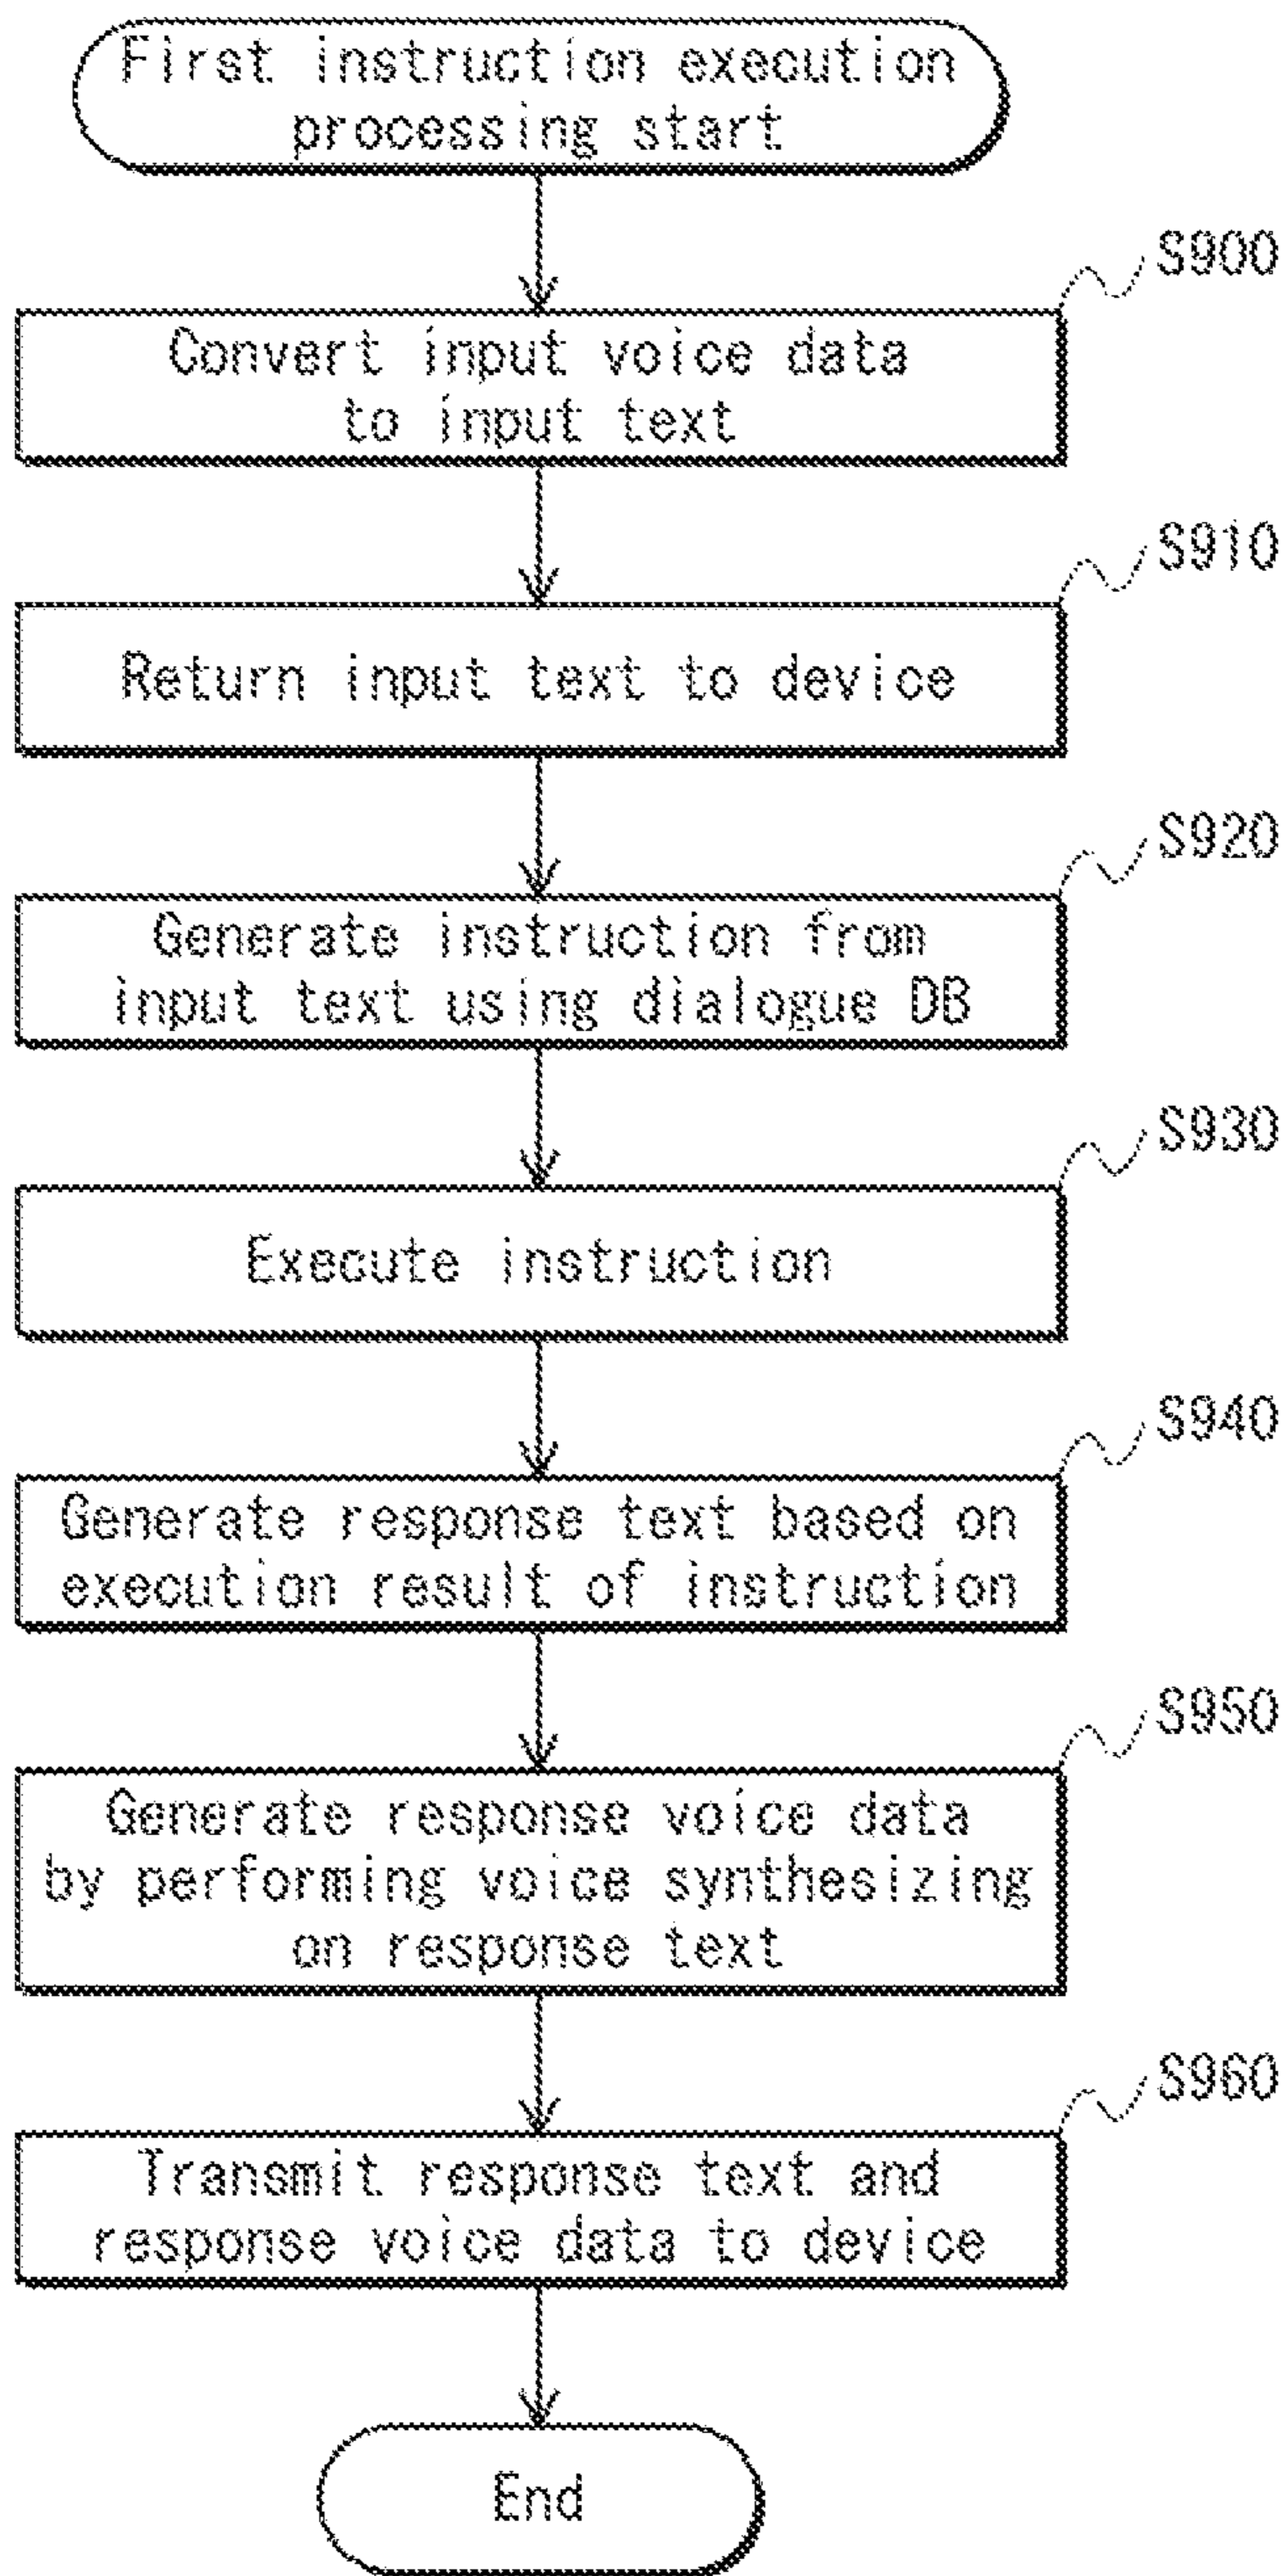 First instruction execution
processing start
S900
Convert input voice data
to input text
S910
Return input text to device
S920
Generate instruction from
input text using dialogue DB
S930
Execute instruction
S940
Generate response text based on
execution result of instruction
S950
Generate response voice data
by performing voice synthesizing
on response text
S960
Transmit response text and
response voice data to device
End